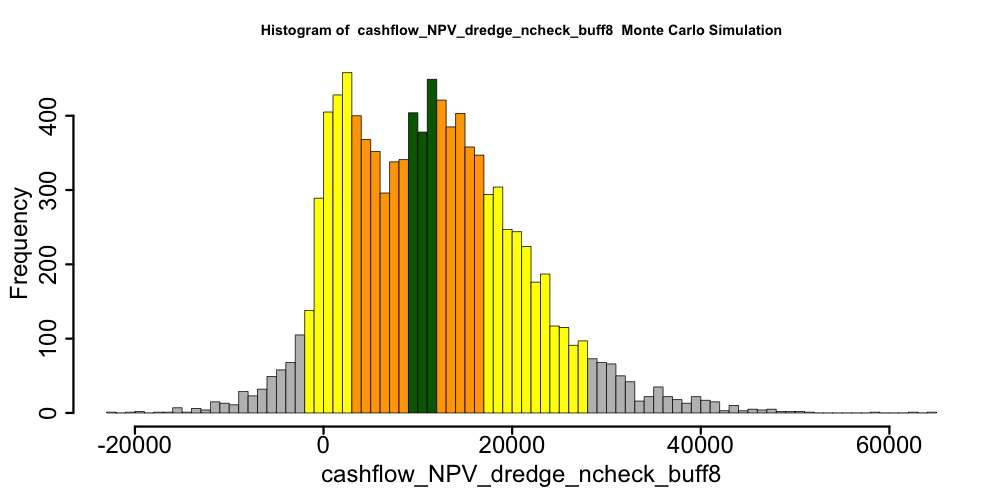 Histogram of  cashflow_NPV_dredge_ncheck_buff8  Monte Carlo Simulation
Frequency
400
300
200
100
0
-20000 0 20000 40000 60000
cashflow_NPV_dredge_ncheck_buff8